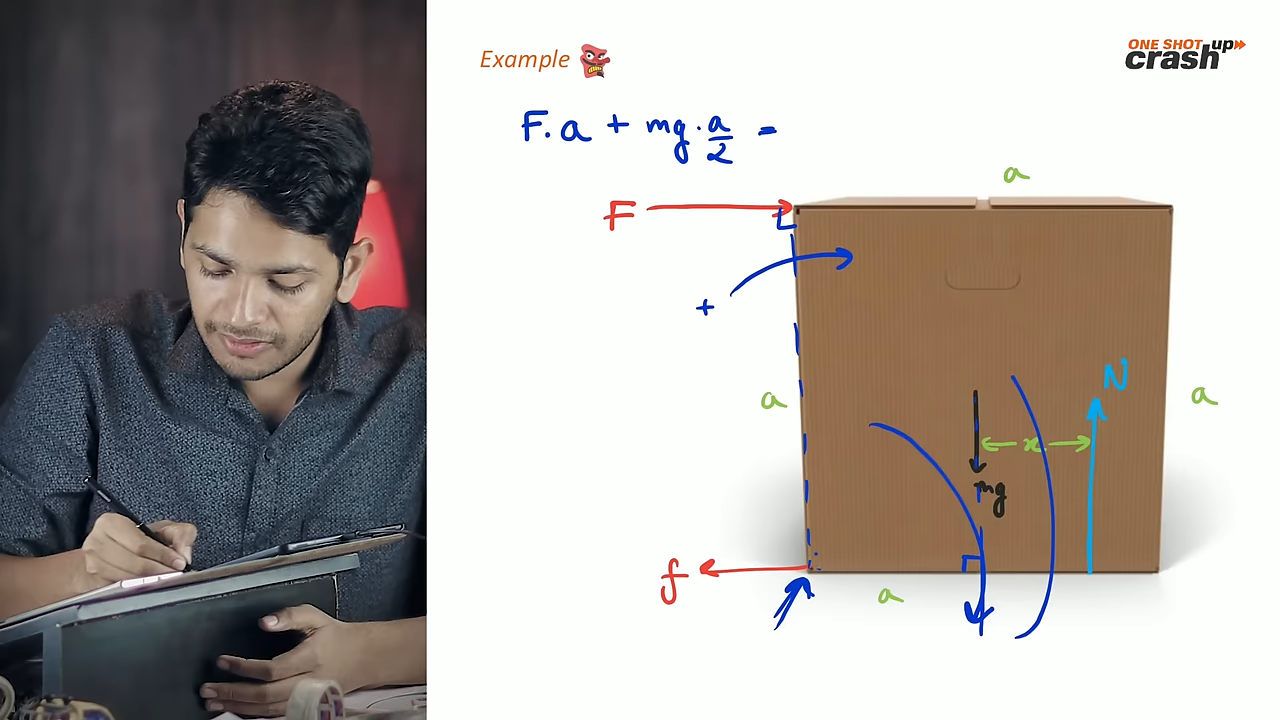 Example
ONE SHOT up
crash
F.a + mg.a/2 =
a
F
+
N
a
a
x
mg
f
a